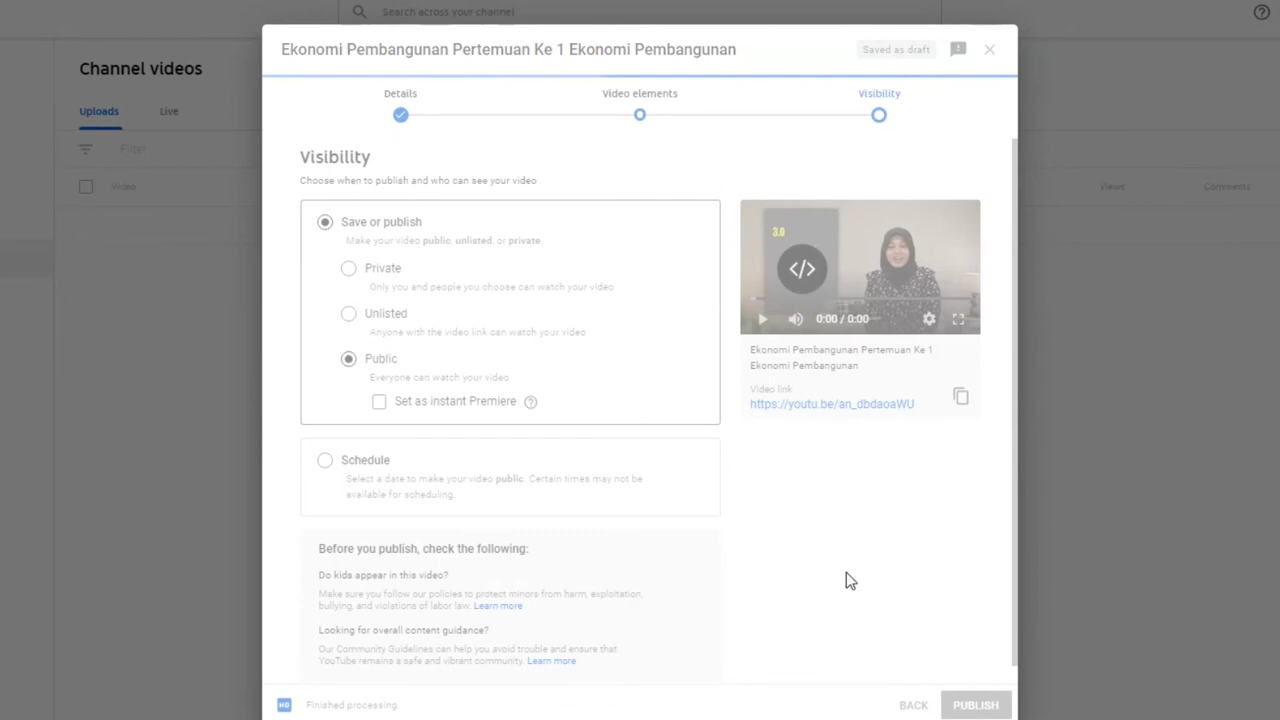 Search across your channel
Channel videos
Uploads
Live
Filter
Video
Views
Comments
Ekonomi Pembangunan Pertemuan Ke 1 Ekonomi Pembangunan
Saved as draft
Details
Video elements
Visibility
Visibility
Choose when to publish and who can see your video
Save or publish
Make your video public, unlisted, or private
Private
Only you and people you choose can watch your video
Unlisted
Anyone with the video link can watch your video
Public
Everyone can watch your video
Set as instant Premiere
Schedule
Select a date to make your video public. Certain times may not be
available for scheduling.
Before you publish, check the following:
Do kids appear in this video?
Make sure you follow our policies to protect minors from harm, exploitation,
bullying, and violations of labor law. Learn more
Looking for overall content guidance?
Our Community Guidelines can help you avoid trouble and ensure that
YouTube remains a safe and vibrant community. Learn more
3.0
0:00 / 0:00
Ekonomi Pembangunan Pertemuan Ke 1
Ekonomi Pembangunan
Video link
https://youtu.be/an_dbdaoaWU
HD
Finished processing
BACK
PUBLISH